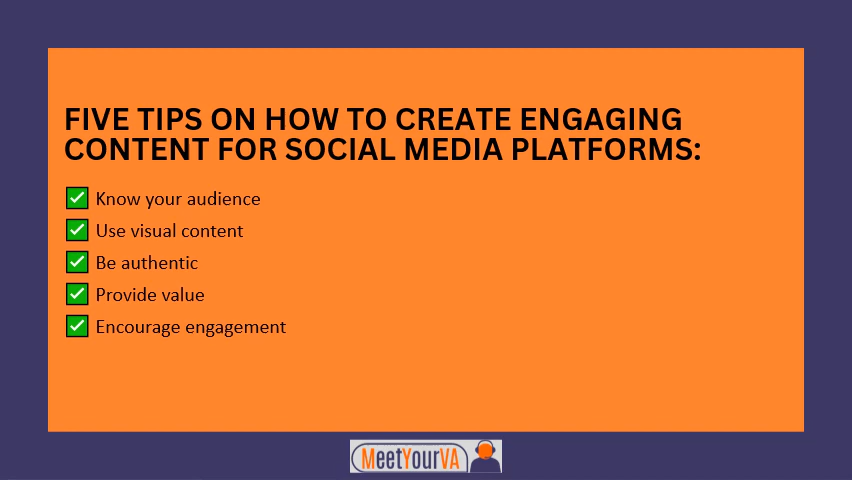 FIVE TIPS ON HOW TO CREATE ENGAGING
CONTENT FOR SOCIAL MEDIA PLATFORMS:
Know your audience
Use visual content
Be authentic
Provide value
Encourage engagement
MeetYourVA